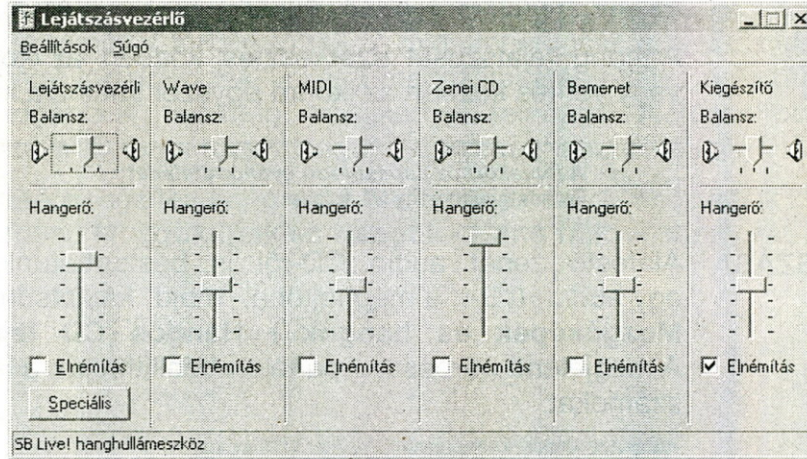 Lejátszásvezérlő
Beállítások Súgó
Lejátszásvezérli Wave MIDI Zenei CD Bemenet Kiegészítő
Balansz: Balansz: Balansz: Balansz: Balansz: Balansz:
Hangerő: Hangerő: Hangerő: Hangerő: Hangerő: Hangerő:
Elnémítás Elnémítás Elnémítás Elnémítás Elnémítás Elnémítás
Speciális
SB Live! hanghullámeszköz